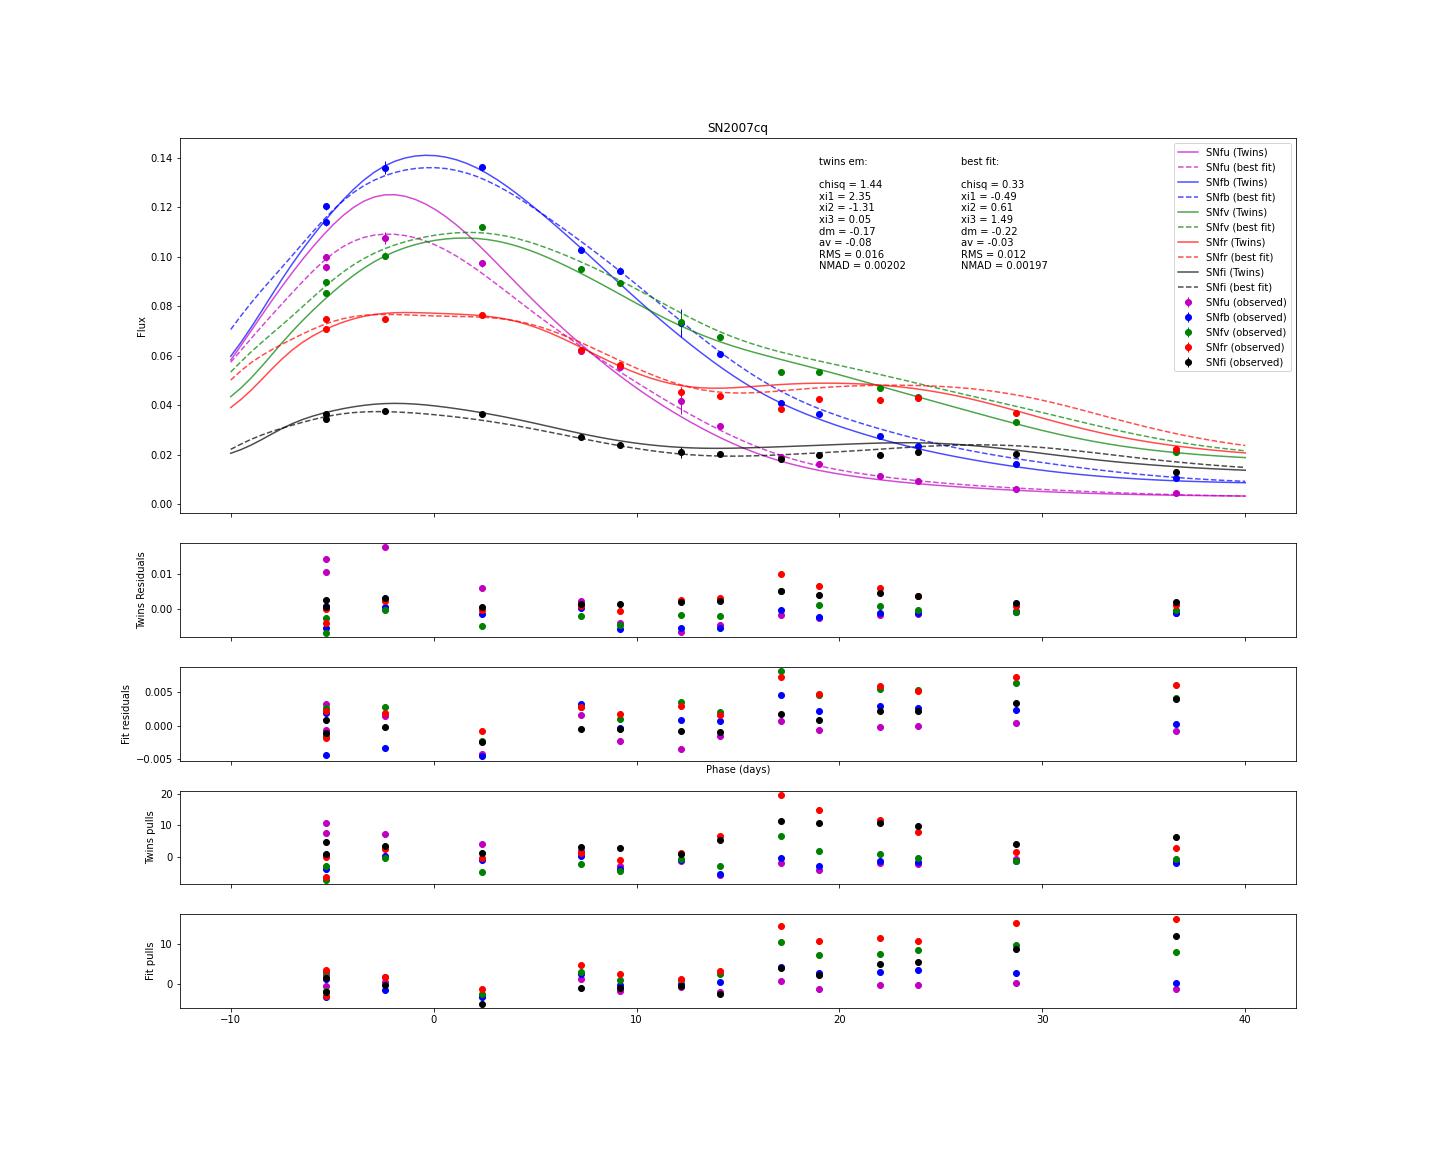 SN2007cq
Flux
0.14
0.12
0.10
0.08
0.06
0.04
0.02
0.00
twins em:
chisq = 1.44
xi1 = 2.35
xi2 = -1.31
xi3 = 0.05
dm = -0.17
av = -0.08
RMS = 0.016
NMAD = 0.00202
best fit:
chisq = 0.33
xi1 = -0.49
xi2 = 0.61
xi3 = 1.49
dm = -0.22
av = -0.03
RMS = 0.012
NMAD = 0.00197
SNfu (Twins)
SNfu (best fit)
SNfb (Twins)
SNfb (best fit)
SNfv (Twins)
SNfv (best fit)
SNfr (Twins)
SNfr (best fit)
SNfi (Twins)
SNfi (best fit)
SNfu (observed)
SNfb (observed)
SNfv (observed)
SNfr (observed)
SNfi (observed)
Twins Residuals
0.01
0.00
Fit residuals
0.005
0.000
−0.005
Phase (days)
Twins pulls
20
10
0
Fit pulls
10
0
−10 0 10 20 30 40